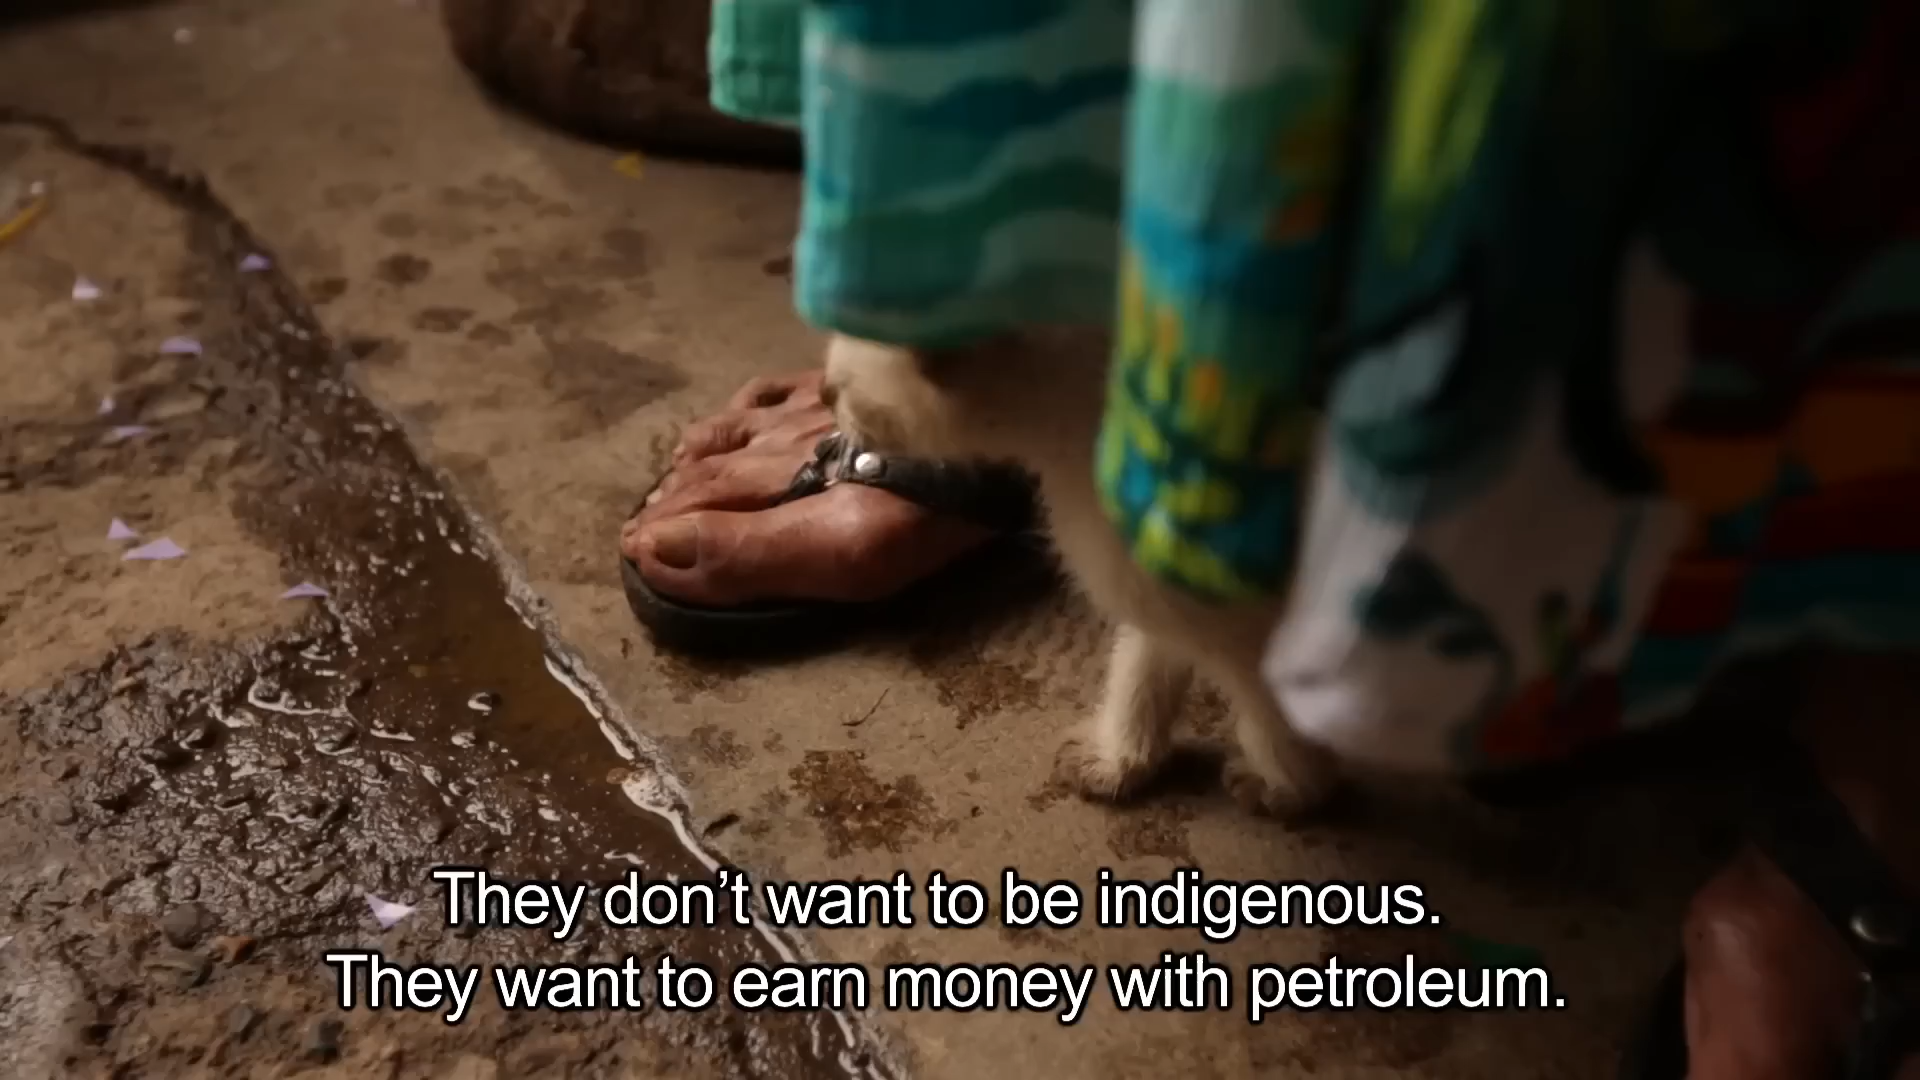 They don't want to be indigenous.
They want to earn money with petroleum.